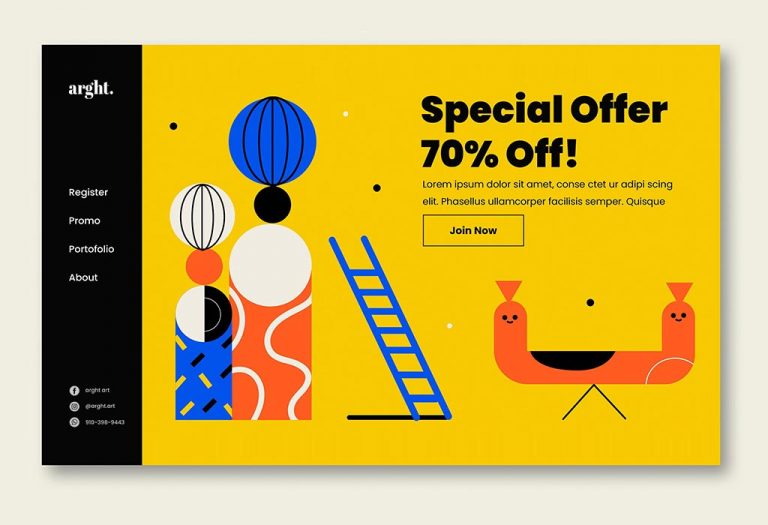 arght.
Register
Promo
Portofolio
About
arght art
@arght.art
910-398-9443
Special Offer
70% Off!
Lorem ipsum dolor sit amet, conse ctet ur adipi scing
elit. Phasellus ullamcorper facilisis semper. Quisque
Join Now